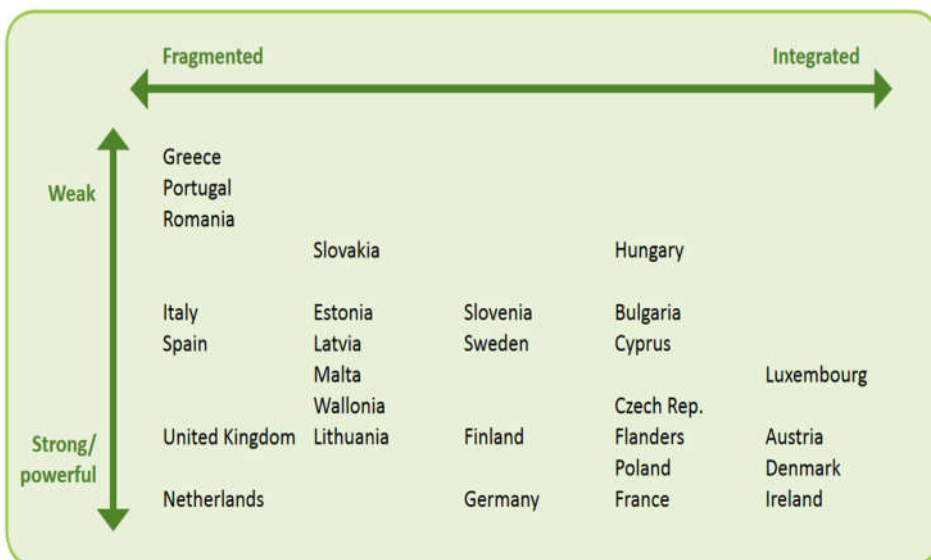 Fragmented Integrated
Greece
Weak Portugal
Romania
Slovakia Hungary
Italy Estonia Slovenia Bulgaria
Spain Latvia Sweden Cyprus
Malta Luxembourg
Wallonia Czech Rep.
Strong/ United Kingdom Lithuania Finland Flanders Austria
powerful Poland Denmark
Netherlands Germany France Ireland